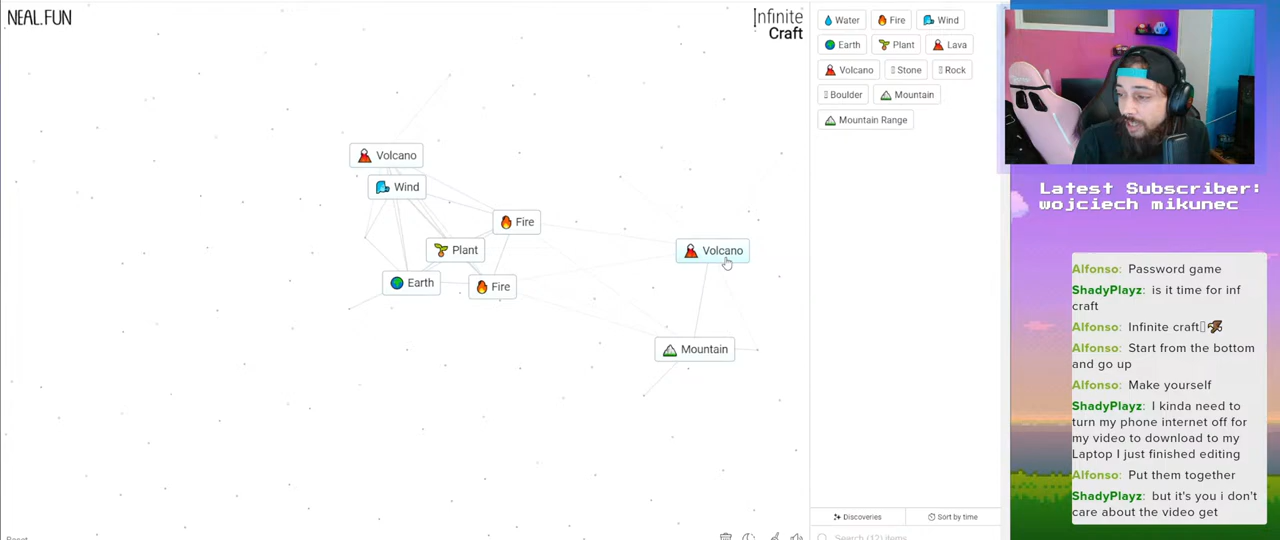 NEAL.FUN
Infinite
Craft
Water
Fire
Wind
Earth
Plant
Lava
Volcano
Stone
Rock
Boulder
Mountain
Mountain Range
Volcano
Wind
Fire
Plant
Volcano
Earth
Fire
Mountain
Discoveries
Sort by time
Search (12) items
Reset
Latest Subscriber:
wojciech mikunec
Alfonso: Password game
ShadyPlayz: is it time for inf
craft
Alfonso: Infinite craft
Alfonso: Start from the bottom
and go up
Alfonso: Make yourself
ShadyPlayz: I kinda need to
turn my phone internet off for
my video to download to my
Laptop I just finished editing
Alfonso: Put them together
ShadyPlayz: but it's you i don't
care about the video get